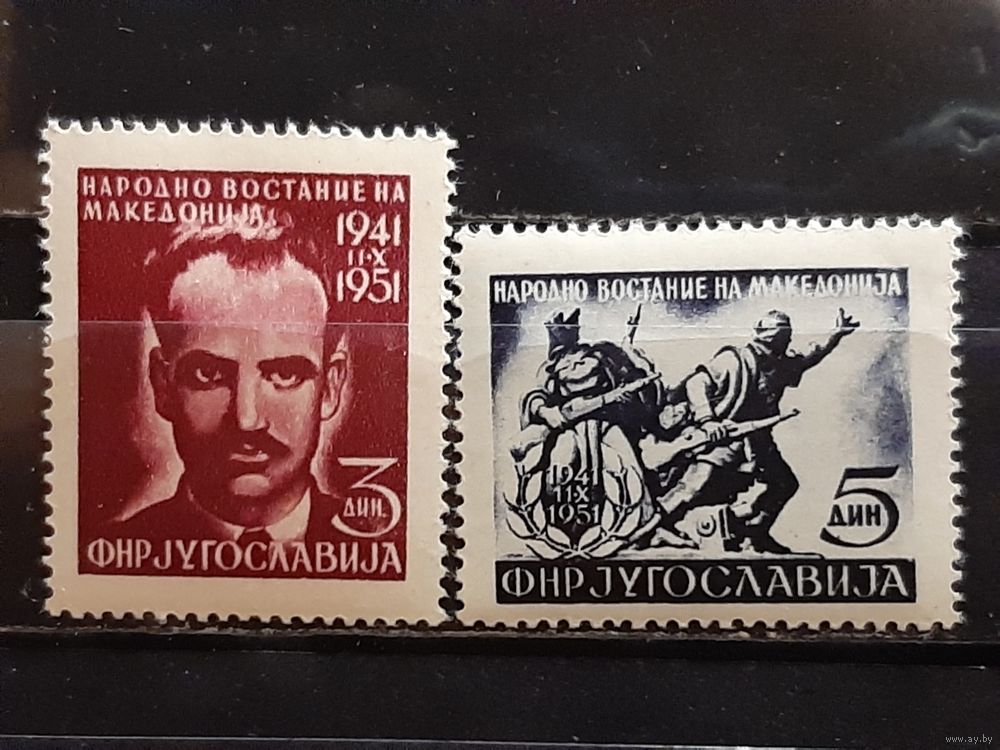 НАРОДНО ВОСТАНИЕ НА
МАКЕДОНИЈА
1941
11·X
1951
3
ДИН.
ФНР ЈУГОСЛАВИЈА
НАРОДНО ВОСТАНИЕ НА МАКЕДОНИЈА
1941
11·X
1951
5
ДИН
ФНР ЈУГОСЛАВИЈА
www.ay.by